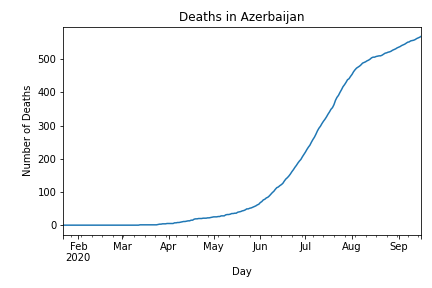 Deaths in Azerbaijan
Number of Deaths
500
400
300
200
100
0
Feb Mar Apr May Jun Jul Aug Sep
2020
Day